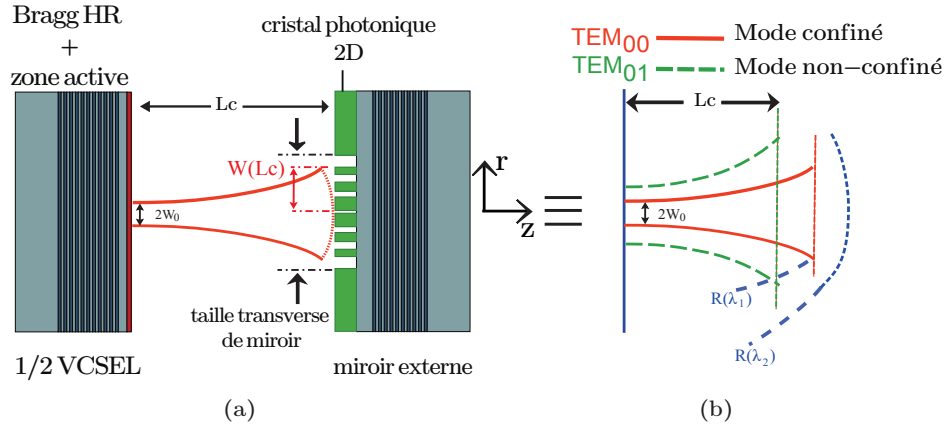 Bragg HR
+
zone active
cristal photonique
2D
Lc
W(Lc)
2W₀
r
z
taille transverse
de miroir
1/2 VCSEL
miroir externe
(a)
TEM₀₀ Mode confiné
TEM₀₁ Mode non-confiné
Lc
2W₀
R(λ₁)
R(λ₂)
(b)